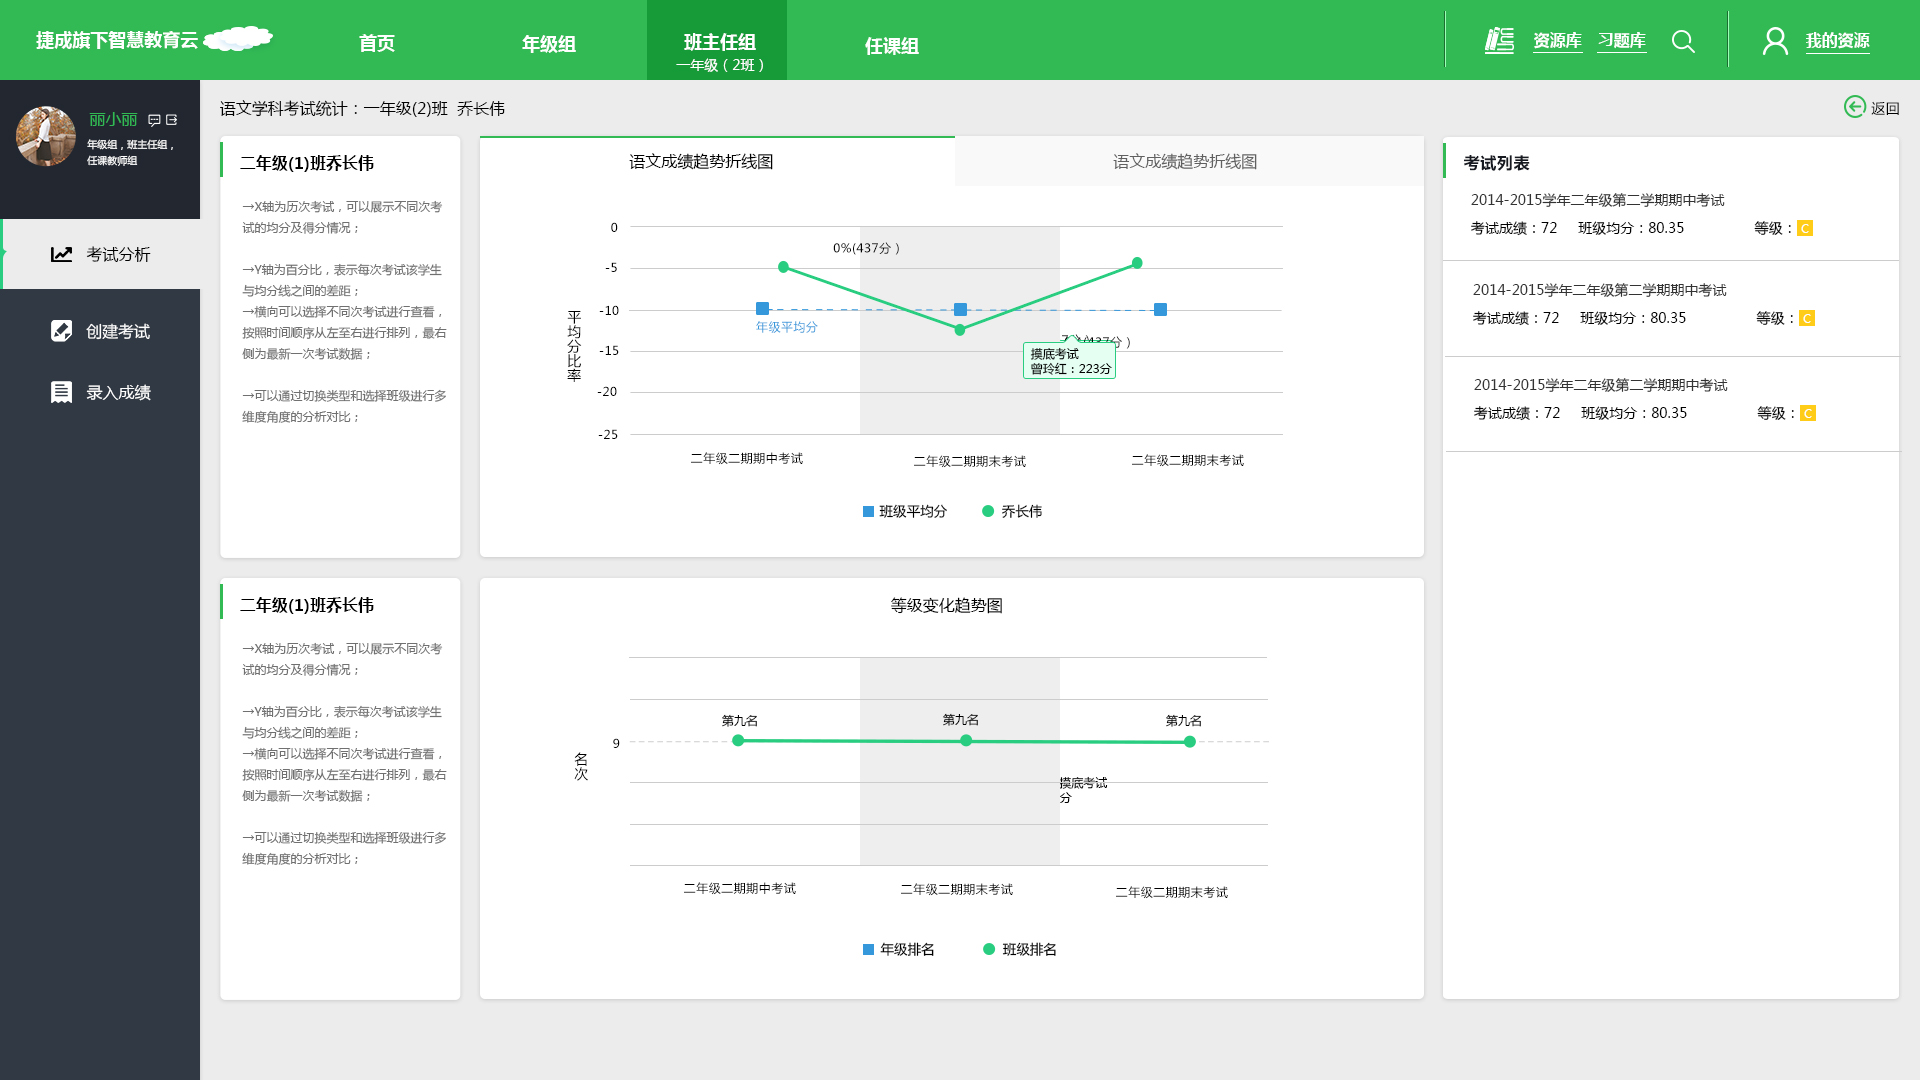 捷成旗下智慧教育云
首页
年级组
班主任组
一年级（2班）
任课组
资源库
习题库
我的资源
丽小丽
年级组，班主任组，
任课教师组
考试分析
创建考试
录入成绩
语文学科考试统计：一年级(2)班 乔长伟
返回
二年级(1)班乔长伟
→X轴为历次考试，可以展示不同次考
试的均分及得分情况；
→Y轴为百分比，表示每次考试该学生
与均分线之间的差距；
→横向可以选择不同次考试进行查看，
按照时间顺序从左至右进行排列，最右
侧为最新一次考试数据；
→可以通过切换类型和选择班级进行多
维度角度的分析对比；
语文成绩趋势折线图
语文成绩趋势折线图
平均分比率
0
-5
-10
-15
-20
-25
0%(437分 )
年级平均分
(437分 )
摸底考试
曾玲红：223分
二年级二期期中考试
二年级二期期末考试
二年级二期期末考试
班级平均分
乔长伟
考试列表
2014-2015学年二年级第二学期期中考试
考试成绩：72 班级均分：80.35 等级：C
2014-2015学年二年级第二学期期中考试
考试成绩：72 班级均分：80.35 等级：C
2014-2015学年二年级第二学期期中考试
考试成绩：72 班级均分：80.35 等级：C
二年级(1)班乔长伟
→X轴为历次考试，可以展示不同次考
试的均分及得分情况；
→Y轴为百分比，表示每次考试该学生
与均分线之间的差距；
→横向可以选择不同次考试进行查看，
按照时间顺序从左至右进行排列，最右
侧为最新一次考试数据；
→可以通过切换类型和选择班级进行多
维度角度的分析对比；
等级变化趋势图
名次
9
第九名
第九名
第九名
摸底考试
分
二年级二期期中考试
二年级二期期末考试
二年级二期期末考试
年级排名
班级排名